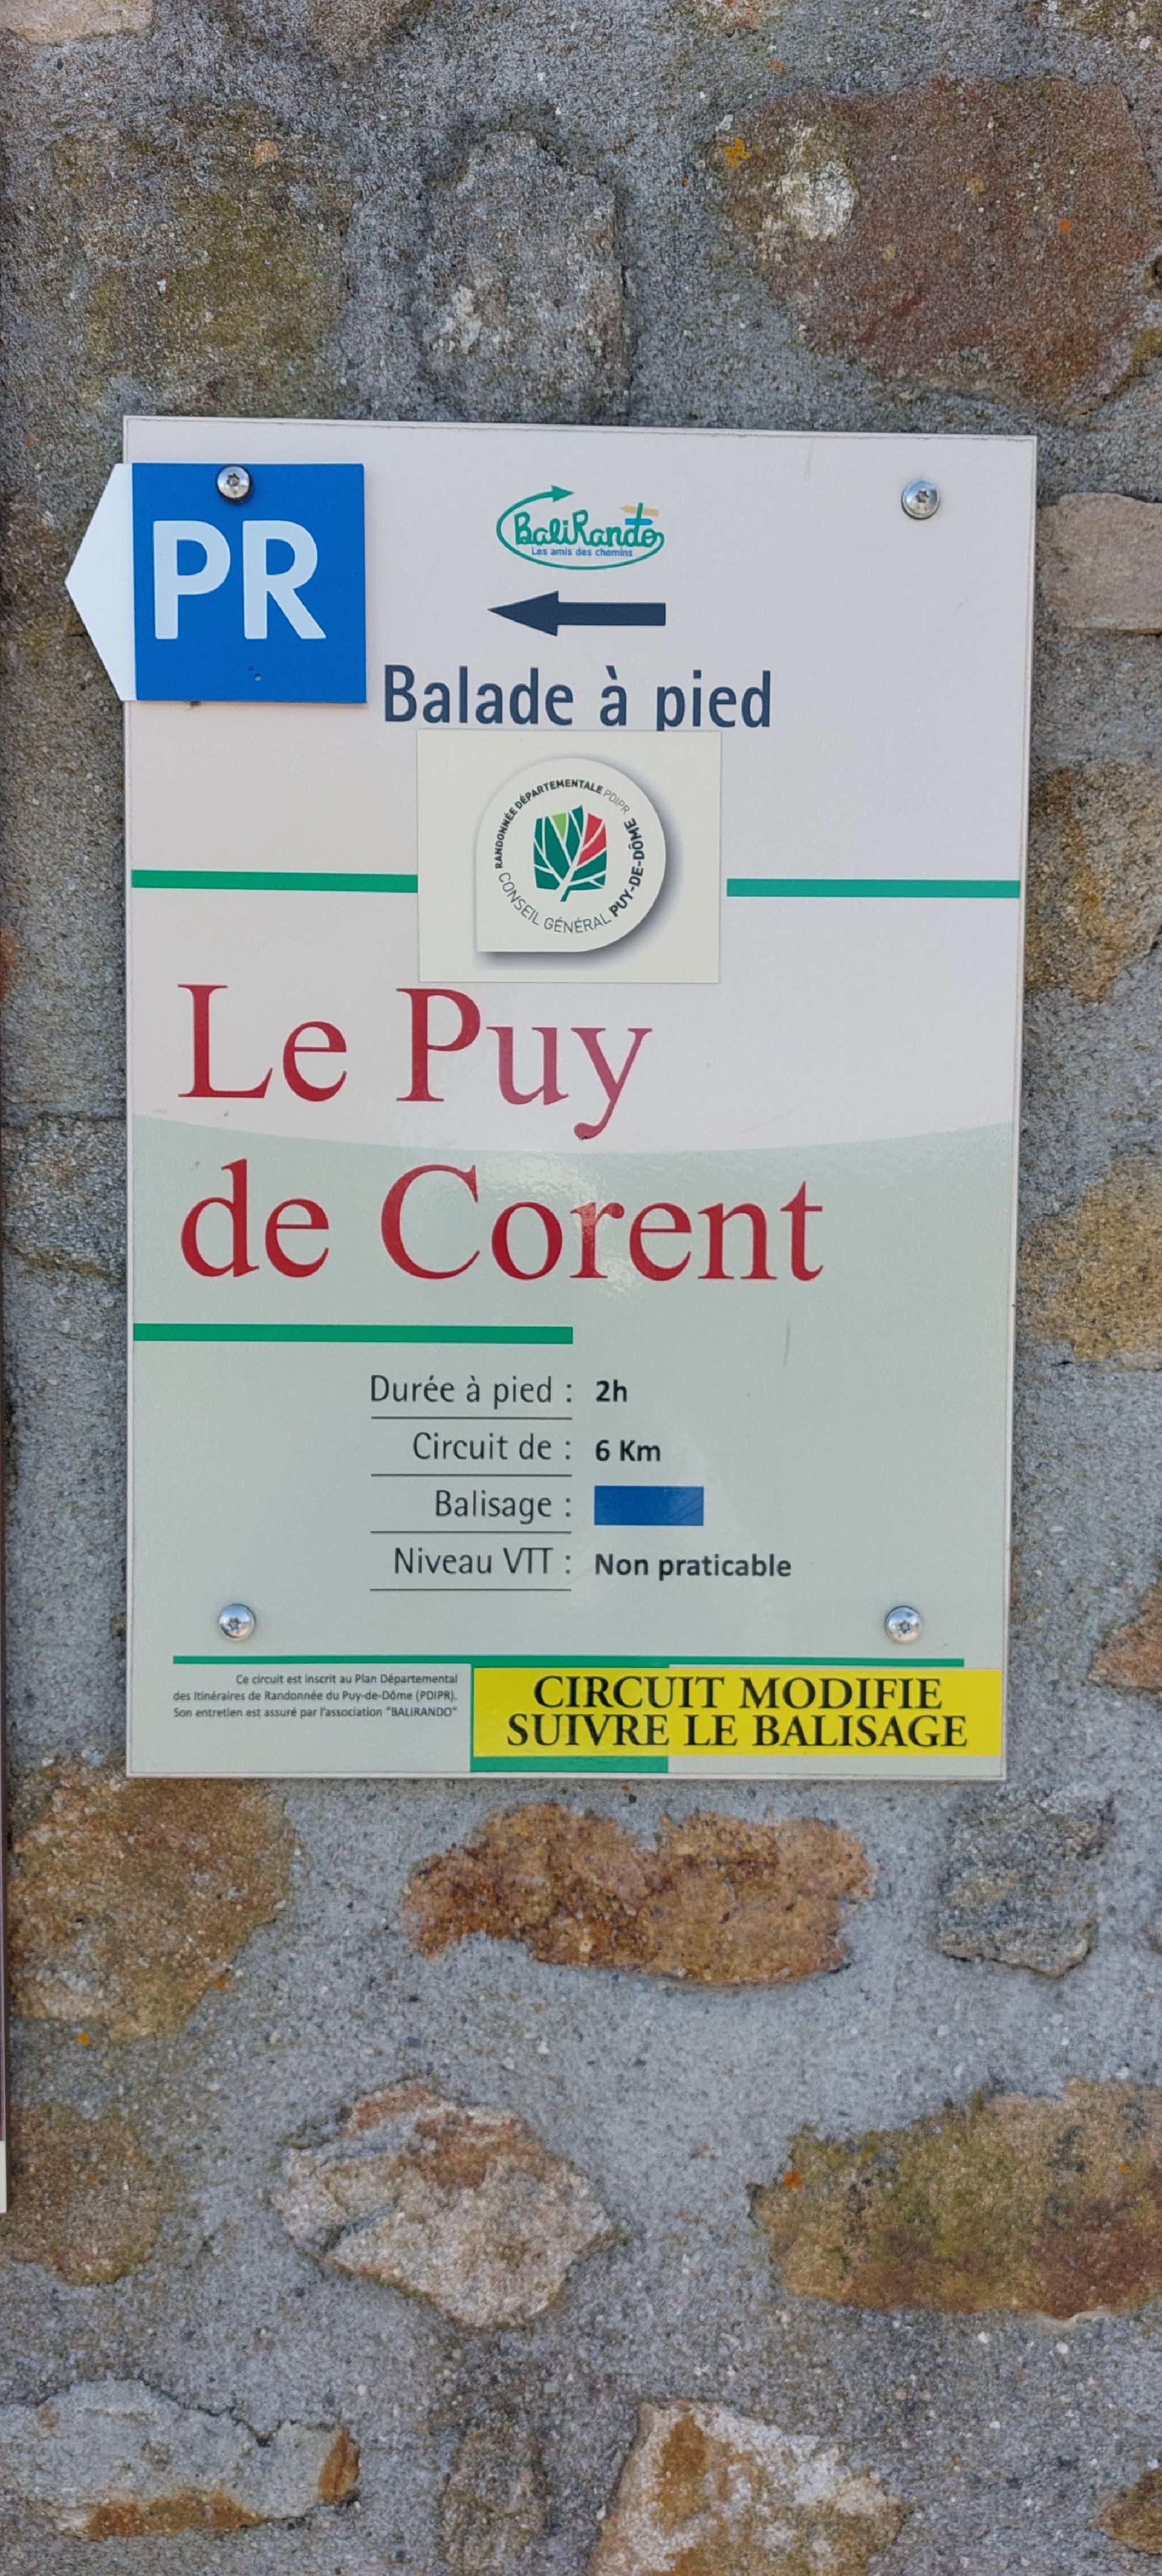 PR
BaliRando
Les amis des chemins
Balade à pied
RANDONNÉE DÉPARTEMENTALE PDIPR
CONSEIL GÉNÉRAL PUY-DE-DÔME
Le Puy
de Corent
Durée à pied : 2h
Circuit de : 6 Km
Balisage :
Niveau VTT : Non praticable
Ce circuit est inscrit au Plan Départemental
des Itinéraires de Randonnée du Puy-de-Dôme (PDIPR).
Son entretien est assuré par l'association "BALIRANDO"
CIRCUIT MODIFIE
SUIVRE LE BALISAGE